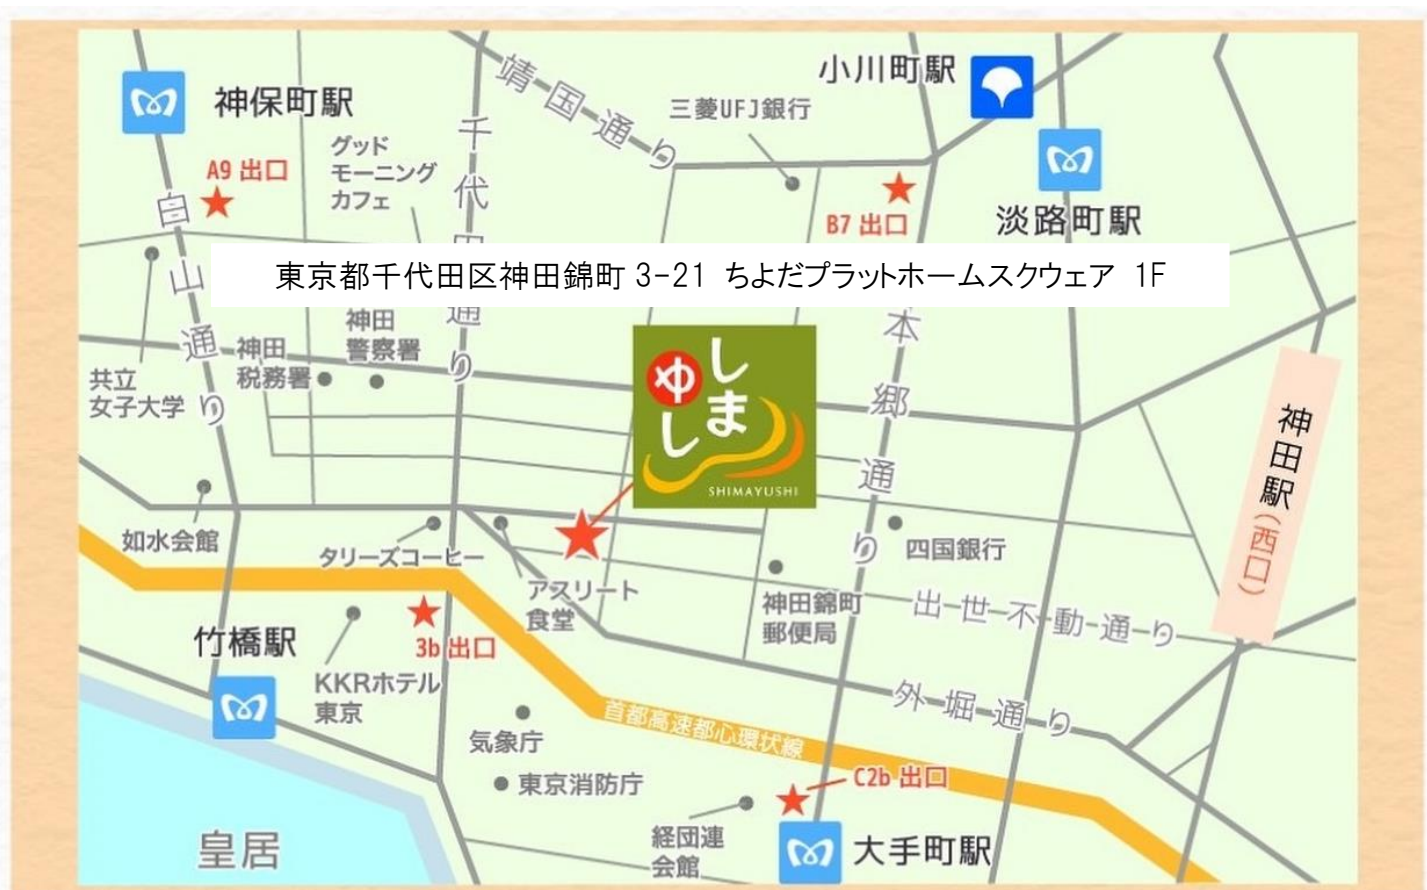 神保町駅
A9 出口
グッド
モーニング
カフェ
千代田通り
靖国通り
三菱UFJ銀行
小川町駅
B7 出口
淡路町駅
白山通り
東京都千代田区神田錦町 3-21 ちよだプラットホームスクウェア 1F
神田
警察署
神田
税務署
共立
女子大学
しま
ゆし
SHIMAYUSHI
本郷通り
神田駅(西口)
如水会館
タリーズコーヒー
アスリート
食堂
四国銀行
神田錦町
郵便局
出世不動通り
竹橋駅
3b 出口
KKRホテル
東京
外堀通り
首都高速都心環状線
気象庁
東京消防庁
C2b 出口
経団連
会館
大手町駅
皇居